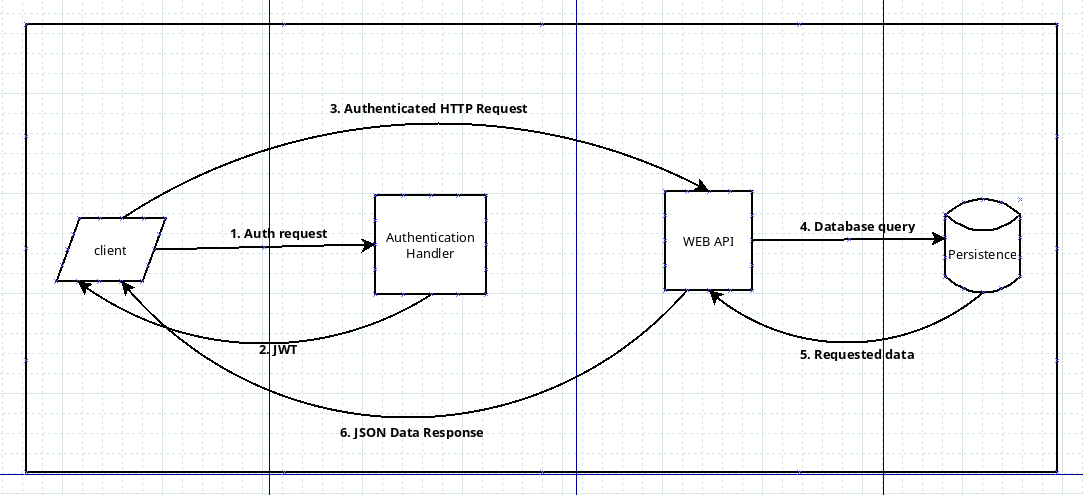 3. Authenticated HTTP Request
1. Auth request
client
Authentication
Handler
WEB API
4. Database query
Persistence
2. JWT
5. Requested data
6. JSON Data Response